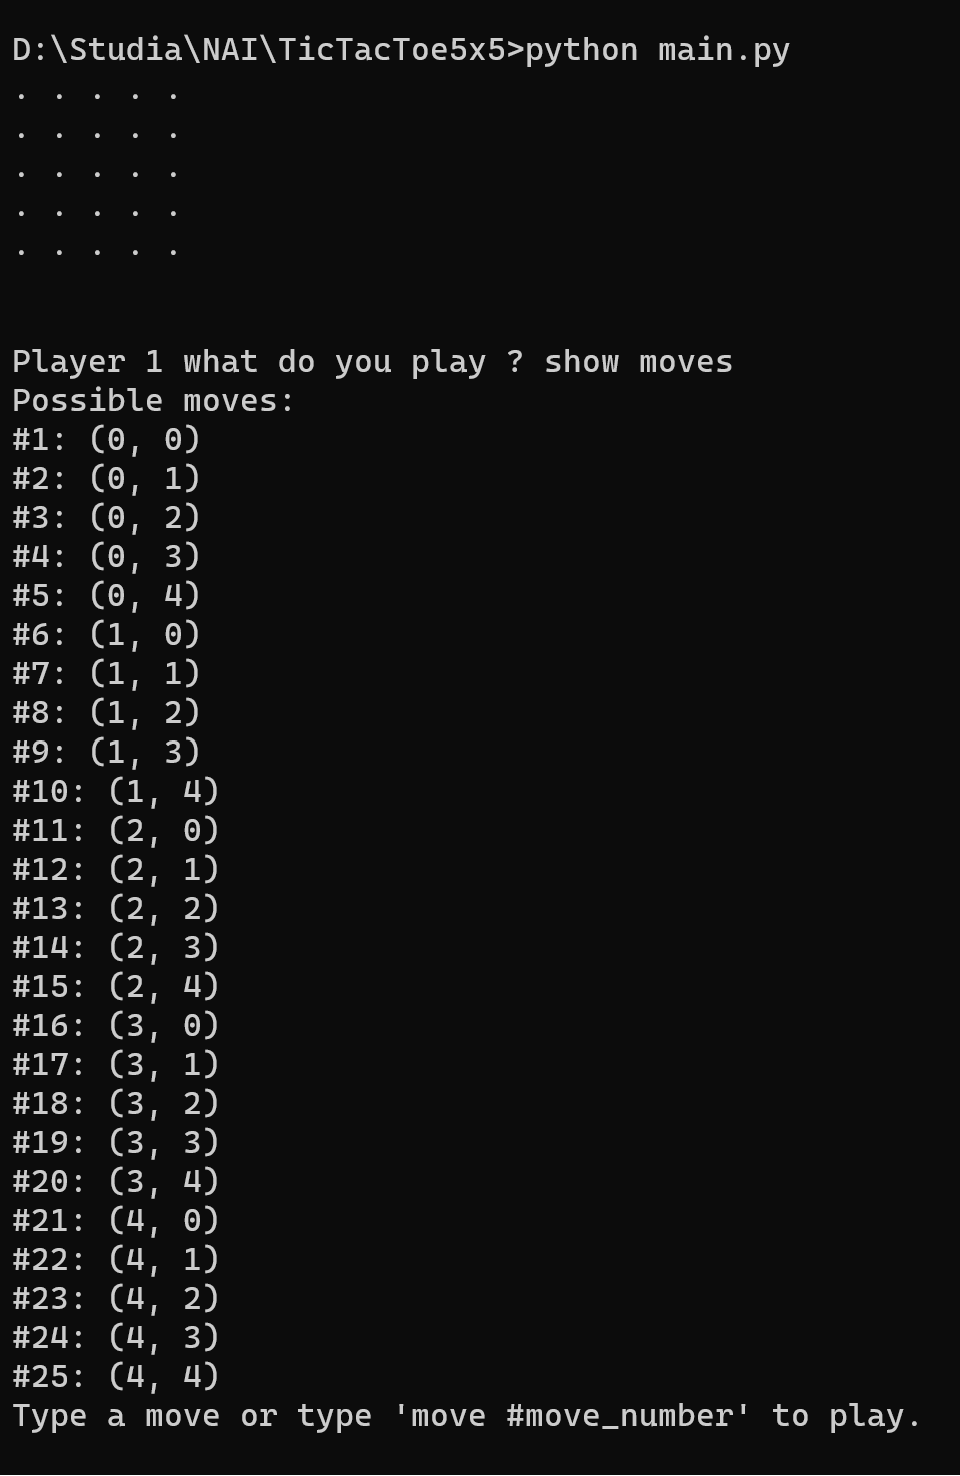 D:\Studia\NAI\TicTacToe5x5>python main.py
. . . . .
. . . . .
. . . . .
. . . . .
. . . . .
Player 1 what do you play ? show moves
Possible moves:
#1: (0, 0)
#2: (0, 1)
#3: (0, 2)
#4: (0, 3)
#5: (0, 4)
#6: (1, 0)
#7: (1, 1)
#8: (1, 2)
#9: (1, 3)
#10: (1, 4)
#11: (2, 0)
#12: (2, 1)
#13: (2, 2)
#14: (2, 3)
#15: (2, 4)
#16: (3, 0)
#17: (3, 1)
#18: (3, 2)
#19: (3, 3)
#20: (3, 4)
#21: (4, 0)
#22: (4, 1)
#23: (4, 2)
#24: (4, 3)
#25: (4, 4)
Type a move or type 'move #move_number' to play.